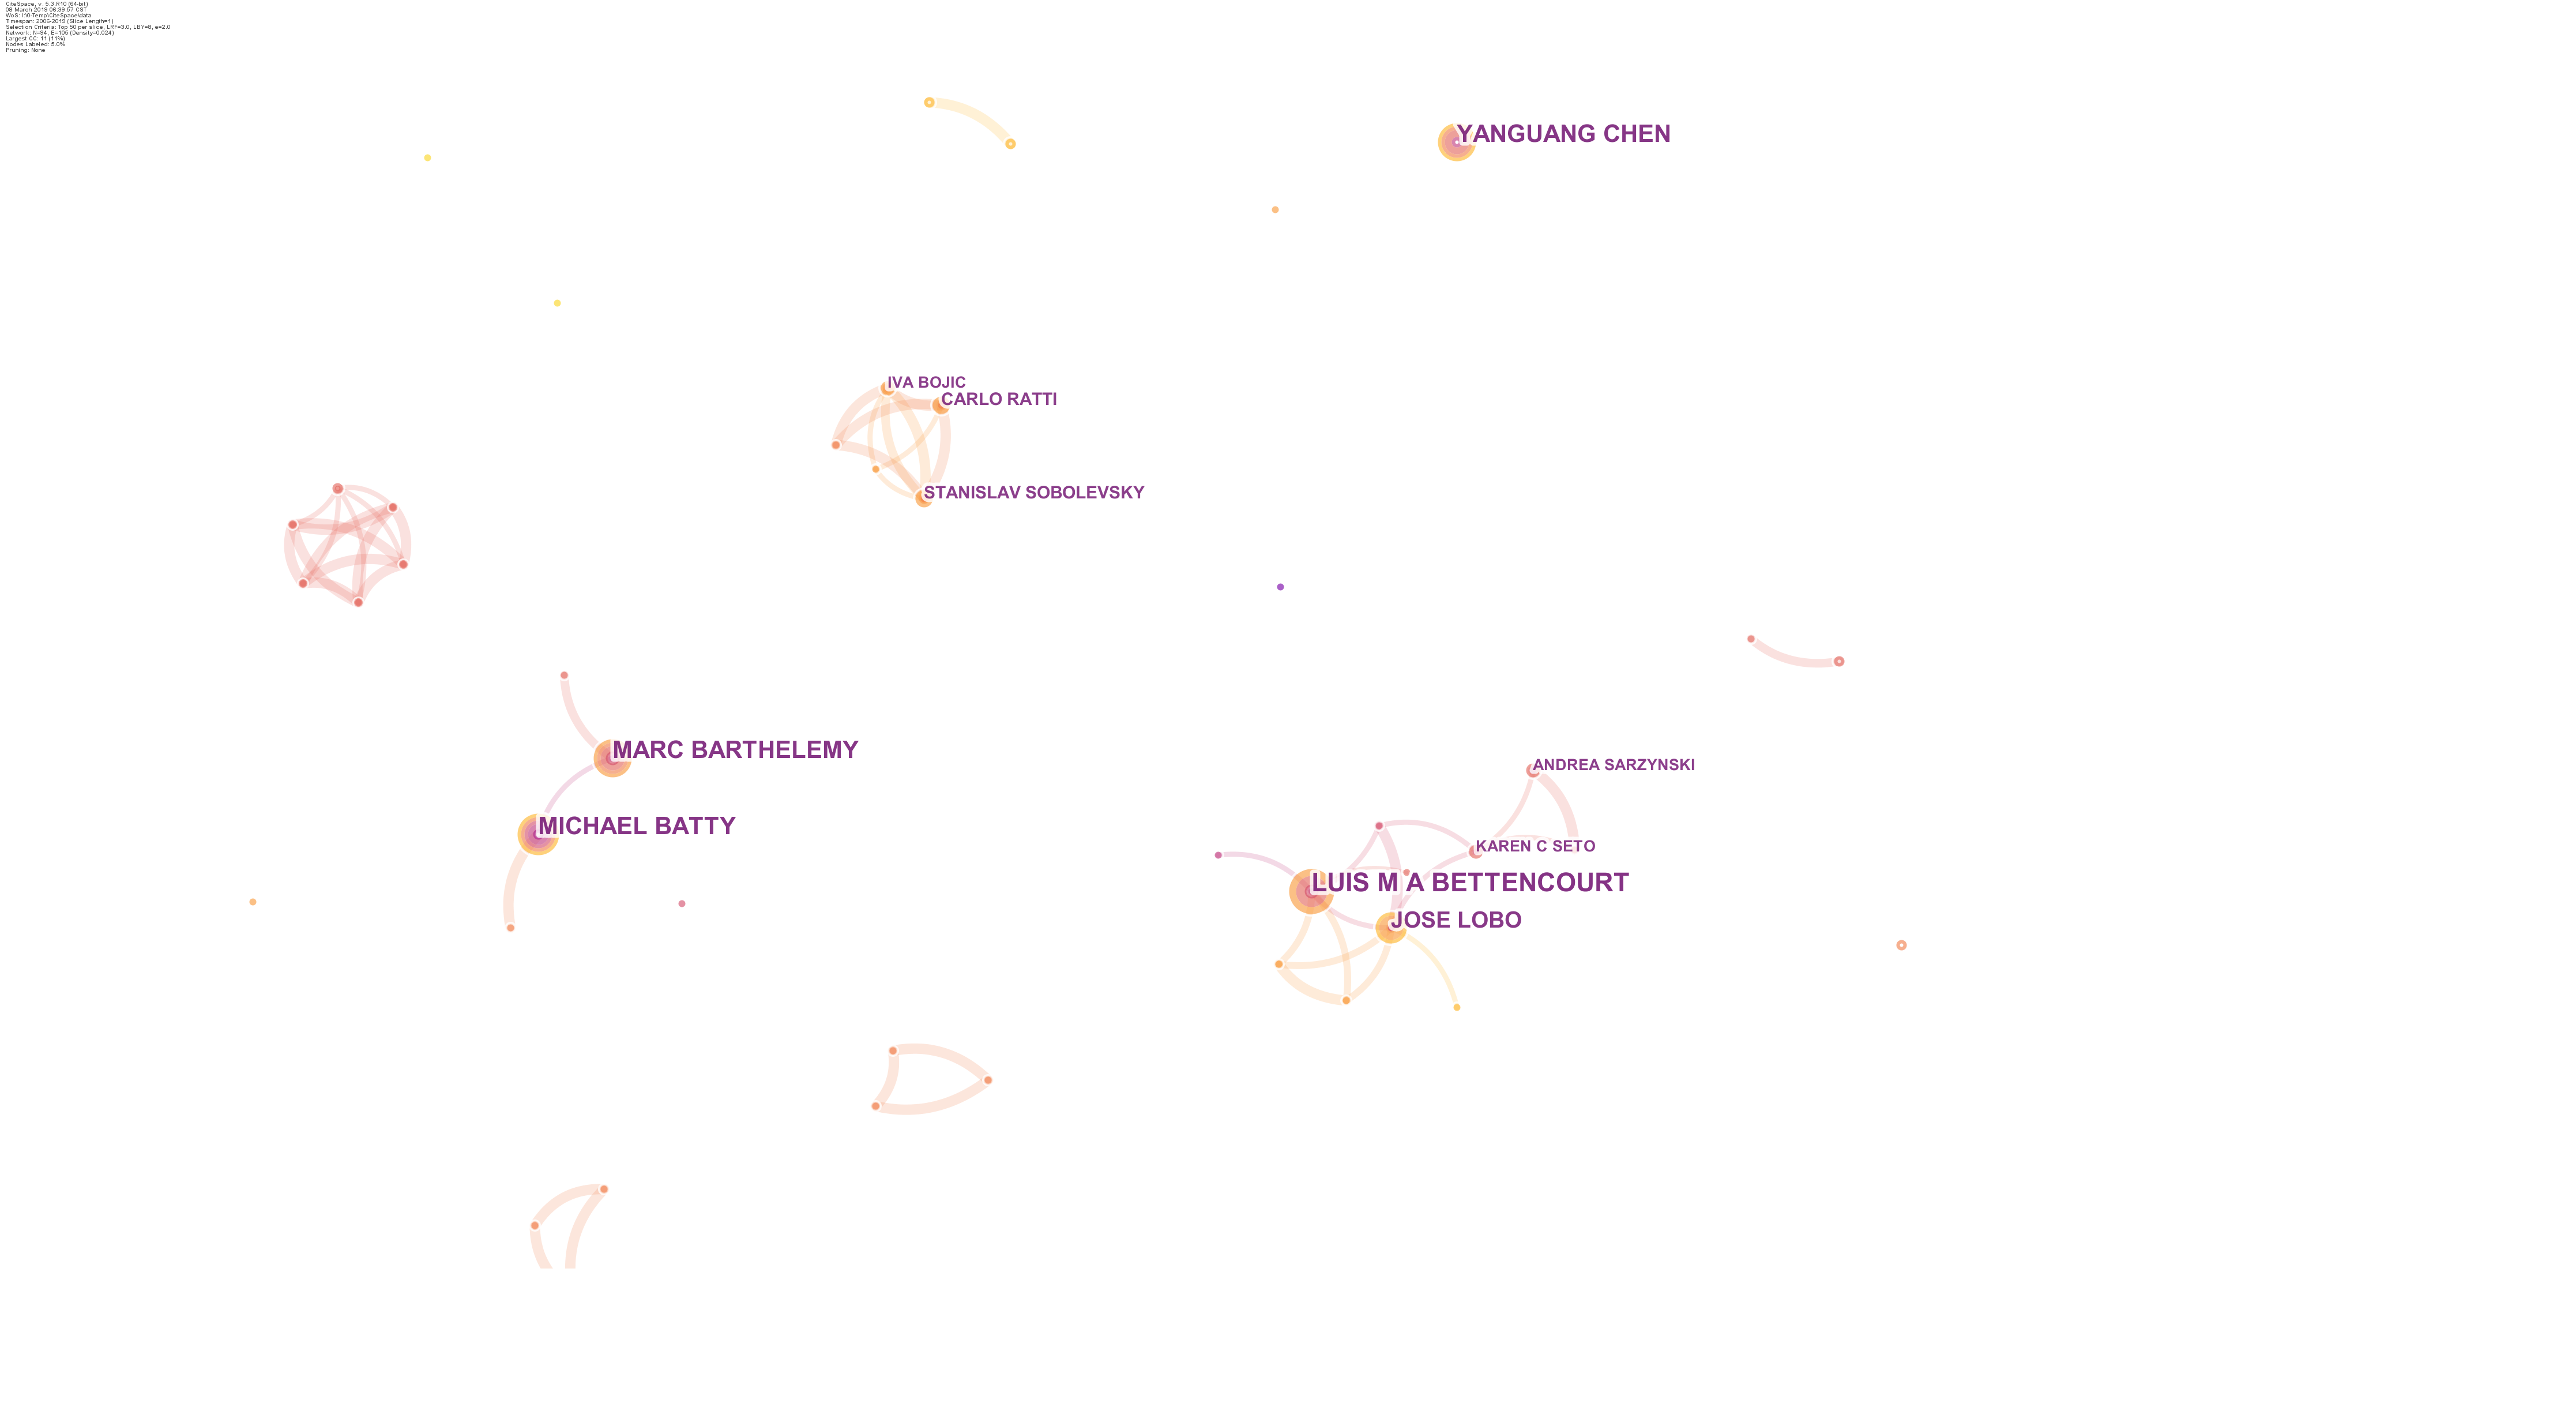 CiteSpace, v. 5.3.R10 (64-bit)
08 March 2019 06:39:57 CST
WoS: I:\0-Temp\CiteSpace\data
Timespan: 2006-2019 (Slice Length=1)
Selection Criteria: Top 50 per slice, LRF=3.0, LBY=8, e=2.0
Network: N=94, E=105 (Density=0.024)
Largest CC: 11 (11%)
Nodes Labeled: 5.0%
Pruning: None
YANGUANG CHEN
IVA BOJIC
CARLO RATTI
STANISLAV SOBOLEVSKY
MARC BARTHELEMY
ANDREA SARZYNSKI
MICHAEL BATTY
KAREN C SETO
LUIS M A BETTENCOURT
JOSE LOBO